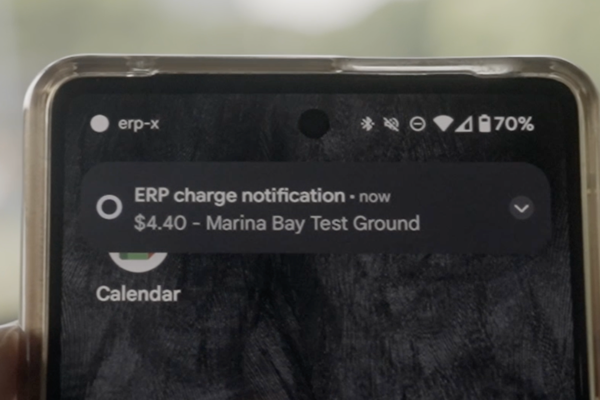 erp-x
70%
ERP charge notification • now
$4.40 - Marina Bay Test Ground
Calendar